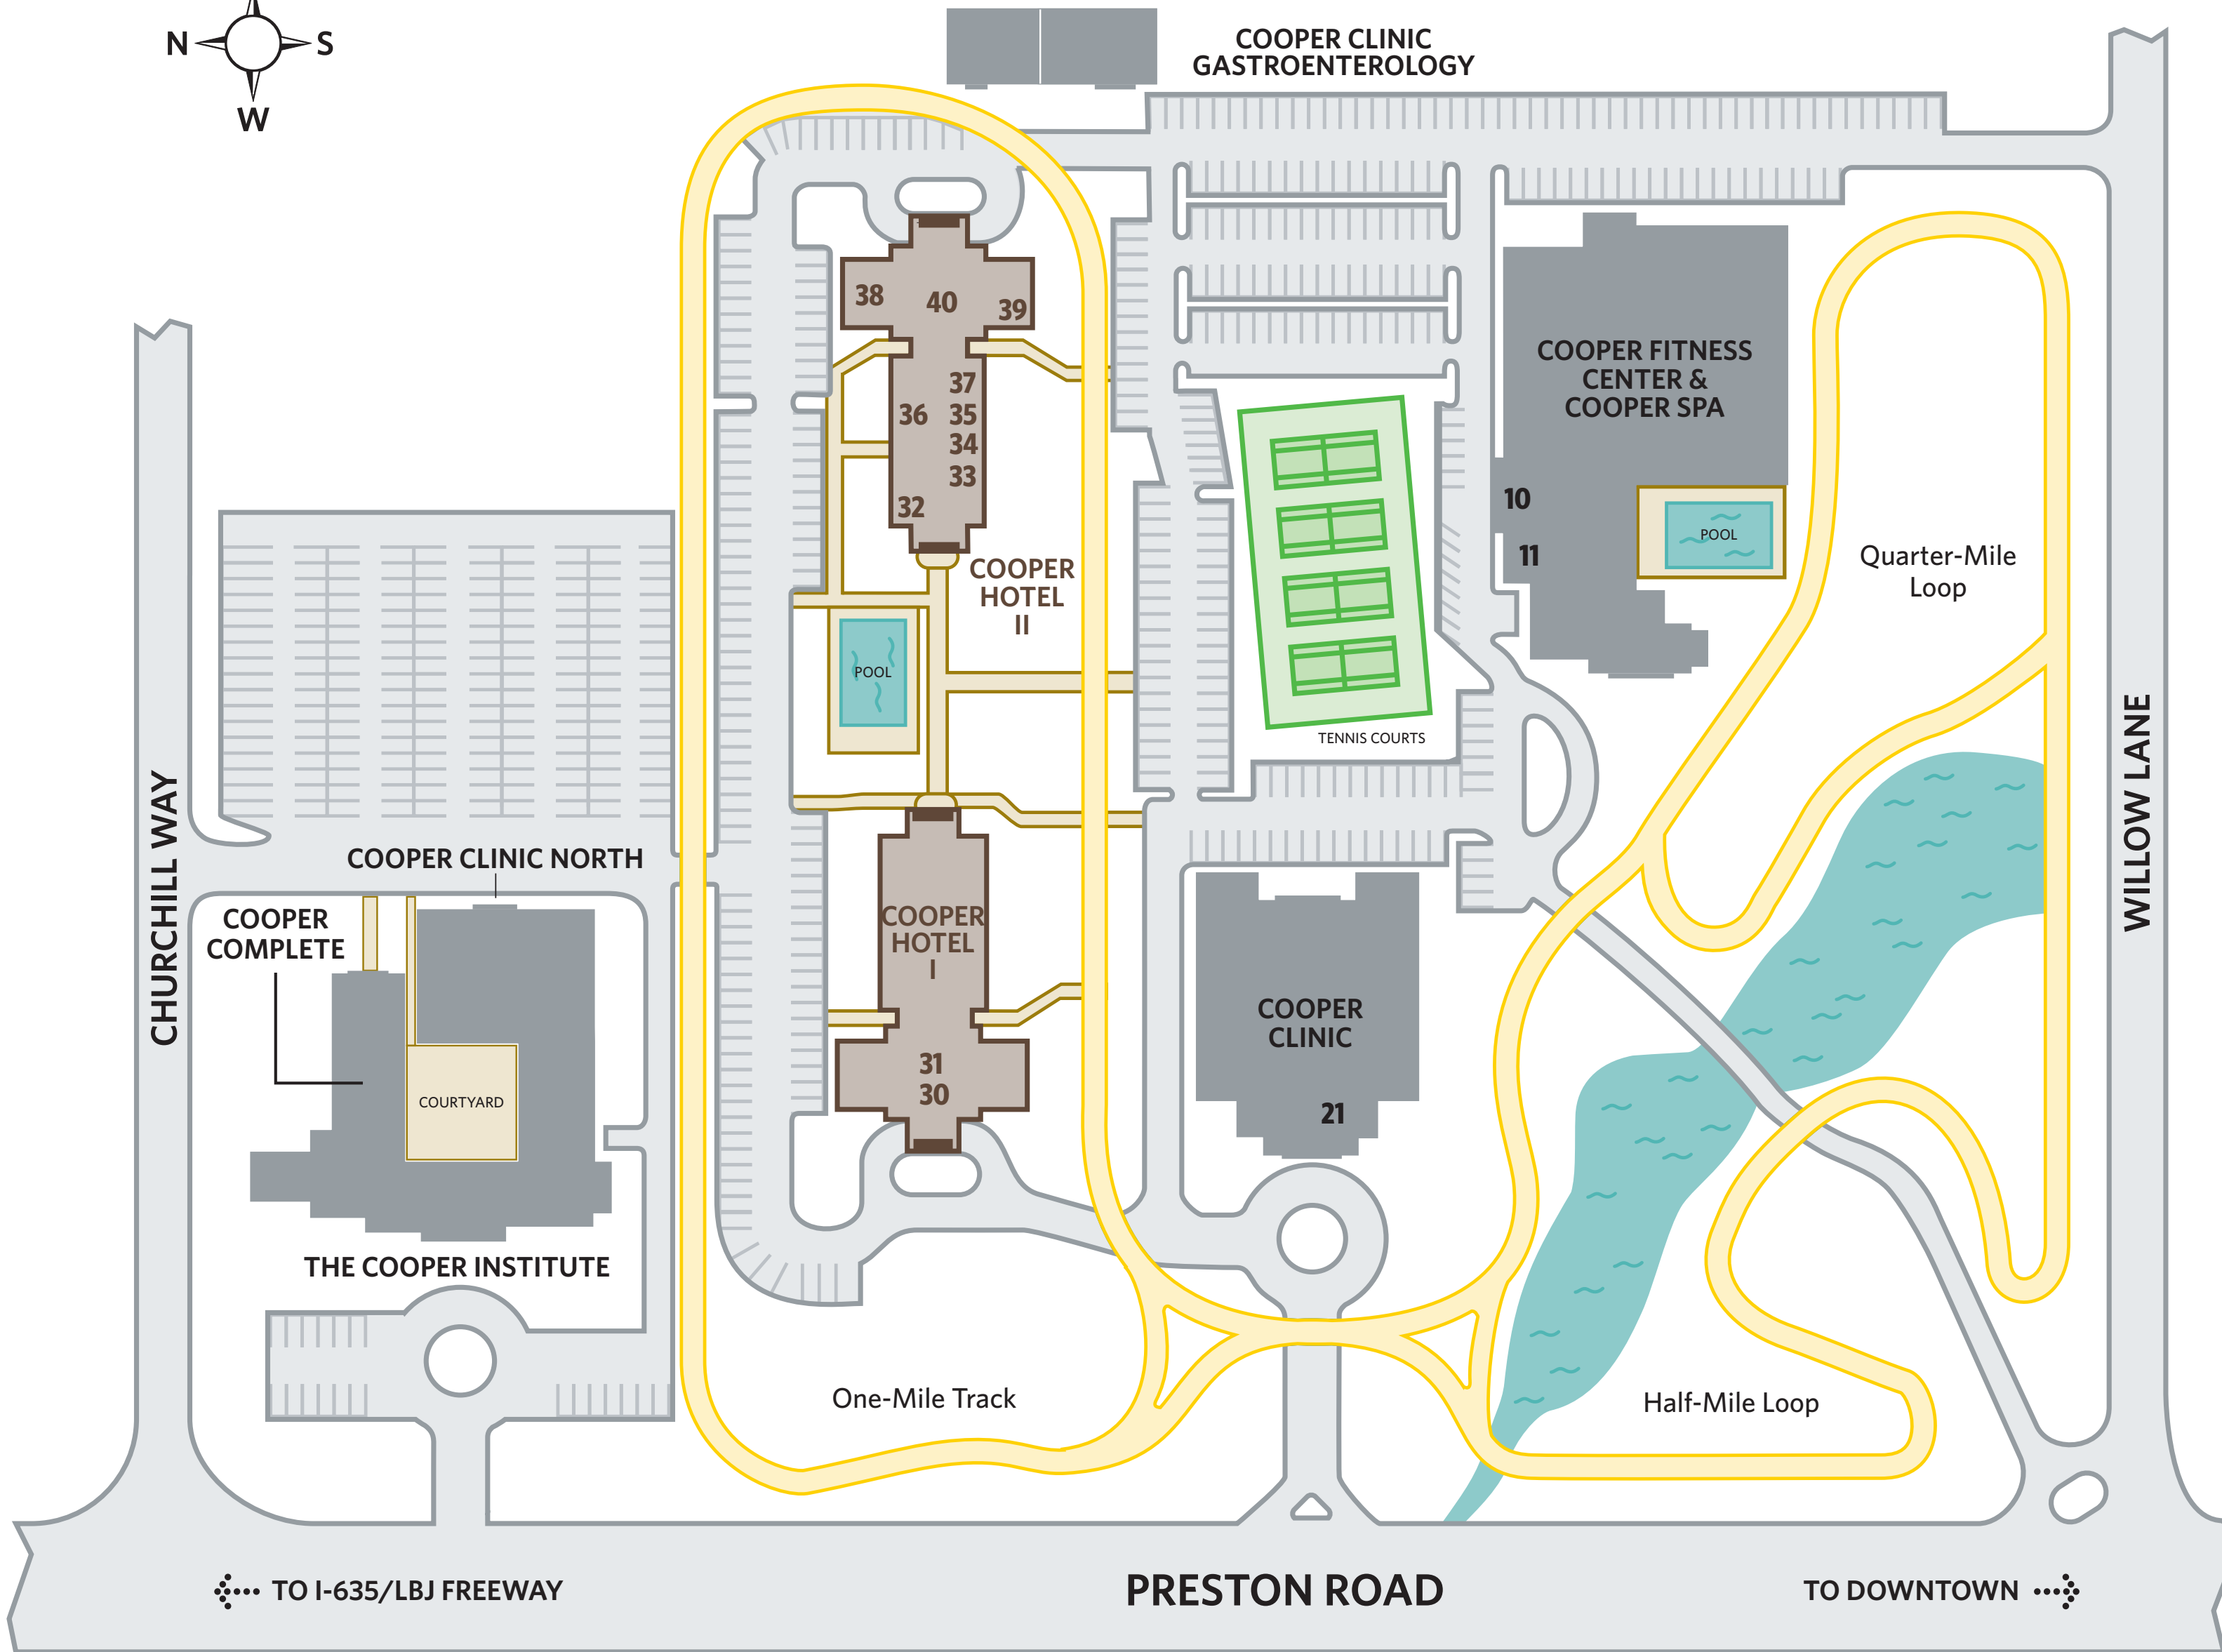 N
S
W
COOPER CLINIC
GASTROENTEROLOGY
38
40
39
37
36
35
34
33
32
COOPER
HOTEL
II
POOL
COOPER FITNESS
CENTER &
COOPER SPA
10
11
POOL
Quarter-Mile
Loop
TENNIS COURTS
CHURCHILL WAY
WILLOW LANE
COOPER CLINIC NORTH
COOPER
COMPLETE
COURTYARD
THE COOPER INSTITUTE
COOPER
HOTEL
I
31
30
COOPER
CLINIC
21
One-Mile Track
Half-Mile Loop
TO I-635/LBJ FREEWAY
PRESTON ROAD
TO DOWNTOWN